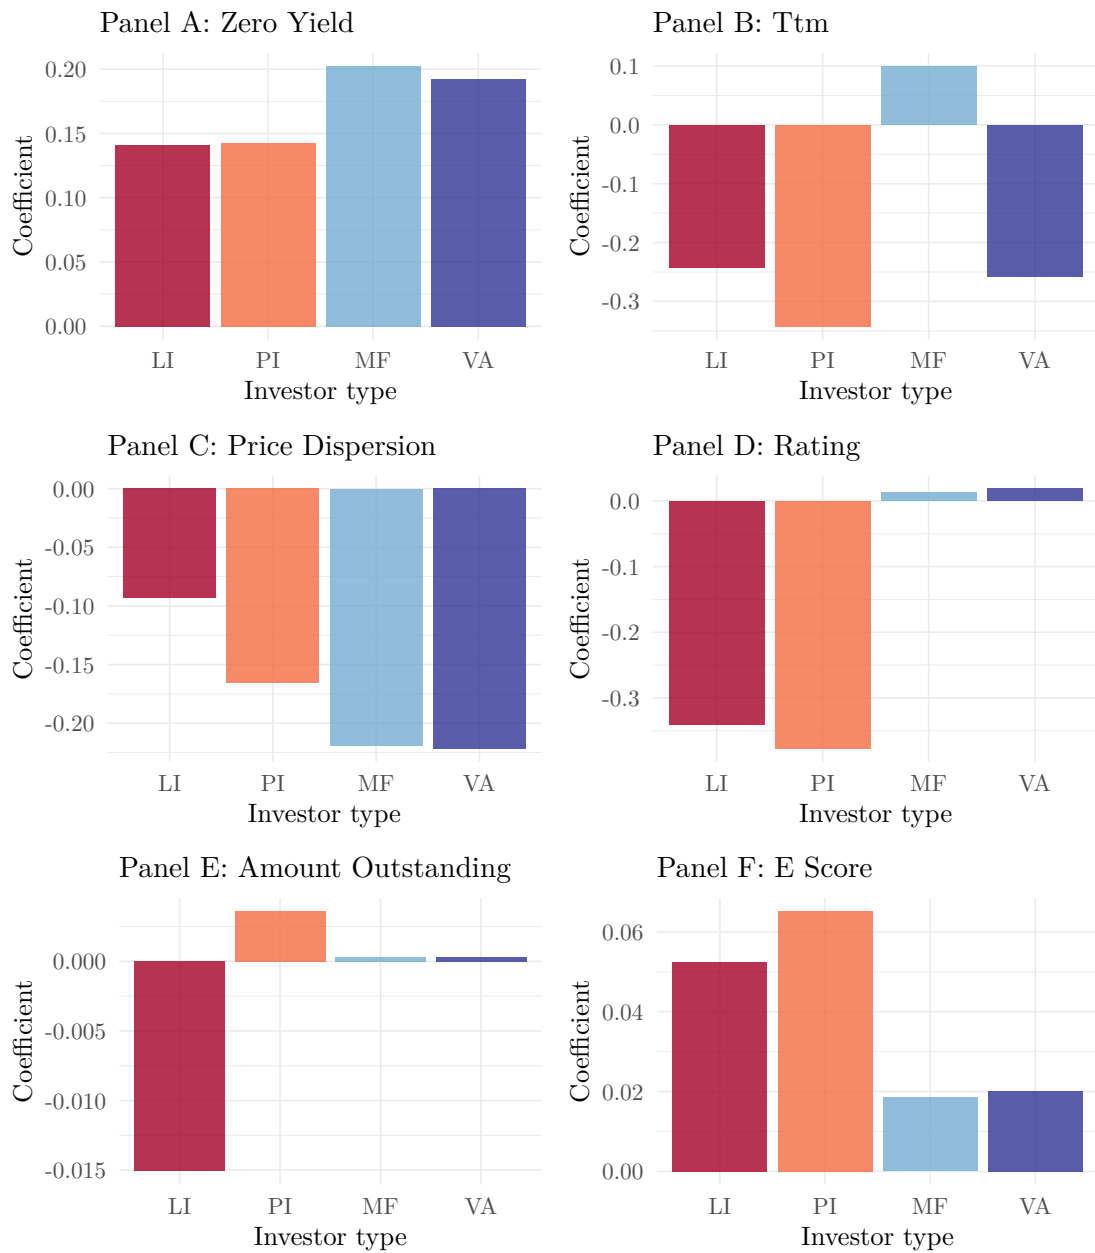 Panel A: Zero Yield
Coefficient
0.20
0.15
0.10
0.05
0.00
LI PI MF VA
Investor type
Panel B: Ttm
Coefficient
0.1
0.0
-0.1
-0.2
-0.3
LI PI MF VA
Investor type
Panel C: Price Dispersion
Coefficient
0.00
-0.05
-0.10
-0.15
-0.20
LI PI MF VA
Investor type
Panel D: Rating
Coefficient
0.0
-0.1
-0.2
-0.3
LI PI MF VA
Investor type
Panel E: Amount Outstanding
Coefficient
0.000
-0.005
-0.010
-0.015
LI PI MF VA
Investor type
Panel F: E Score
Coefficient
0.06
0.04
0.02
0.00
LI PI MF VA
Investor type